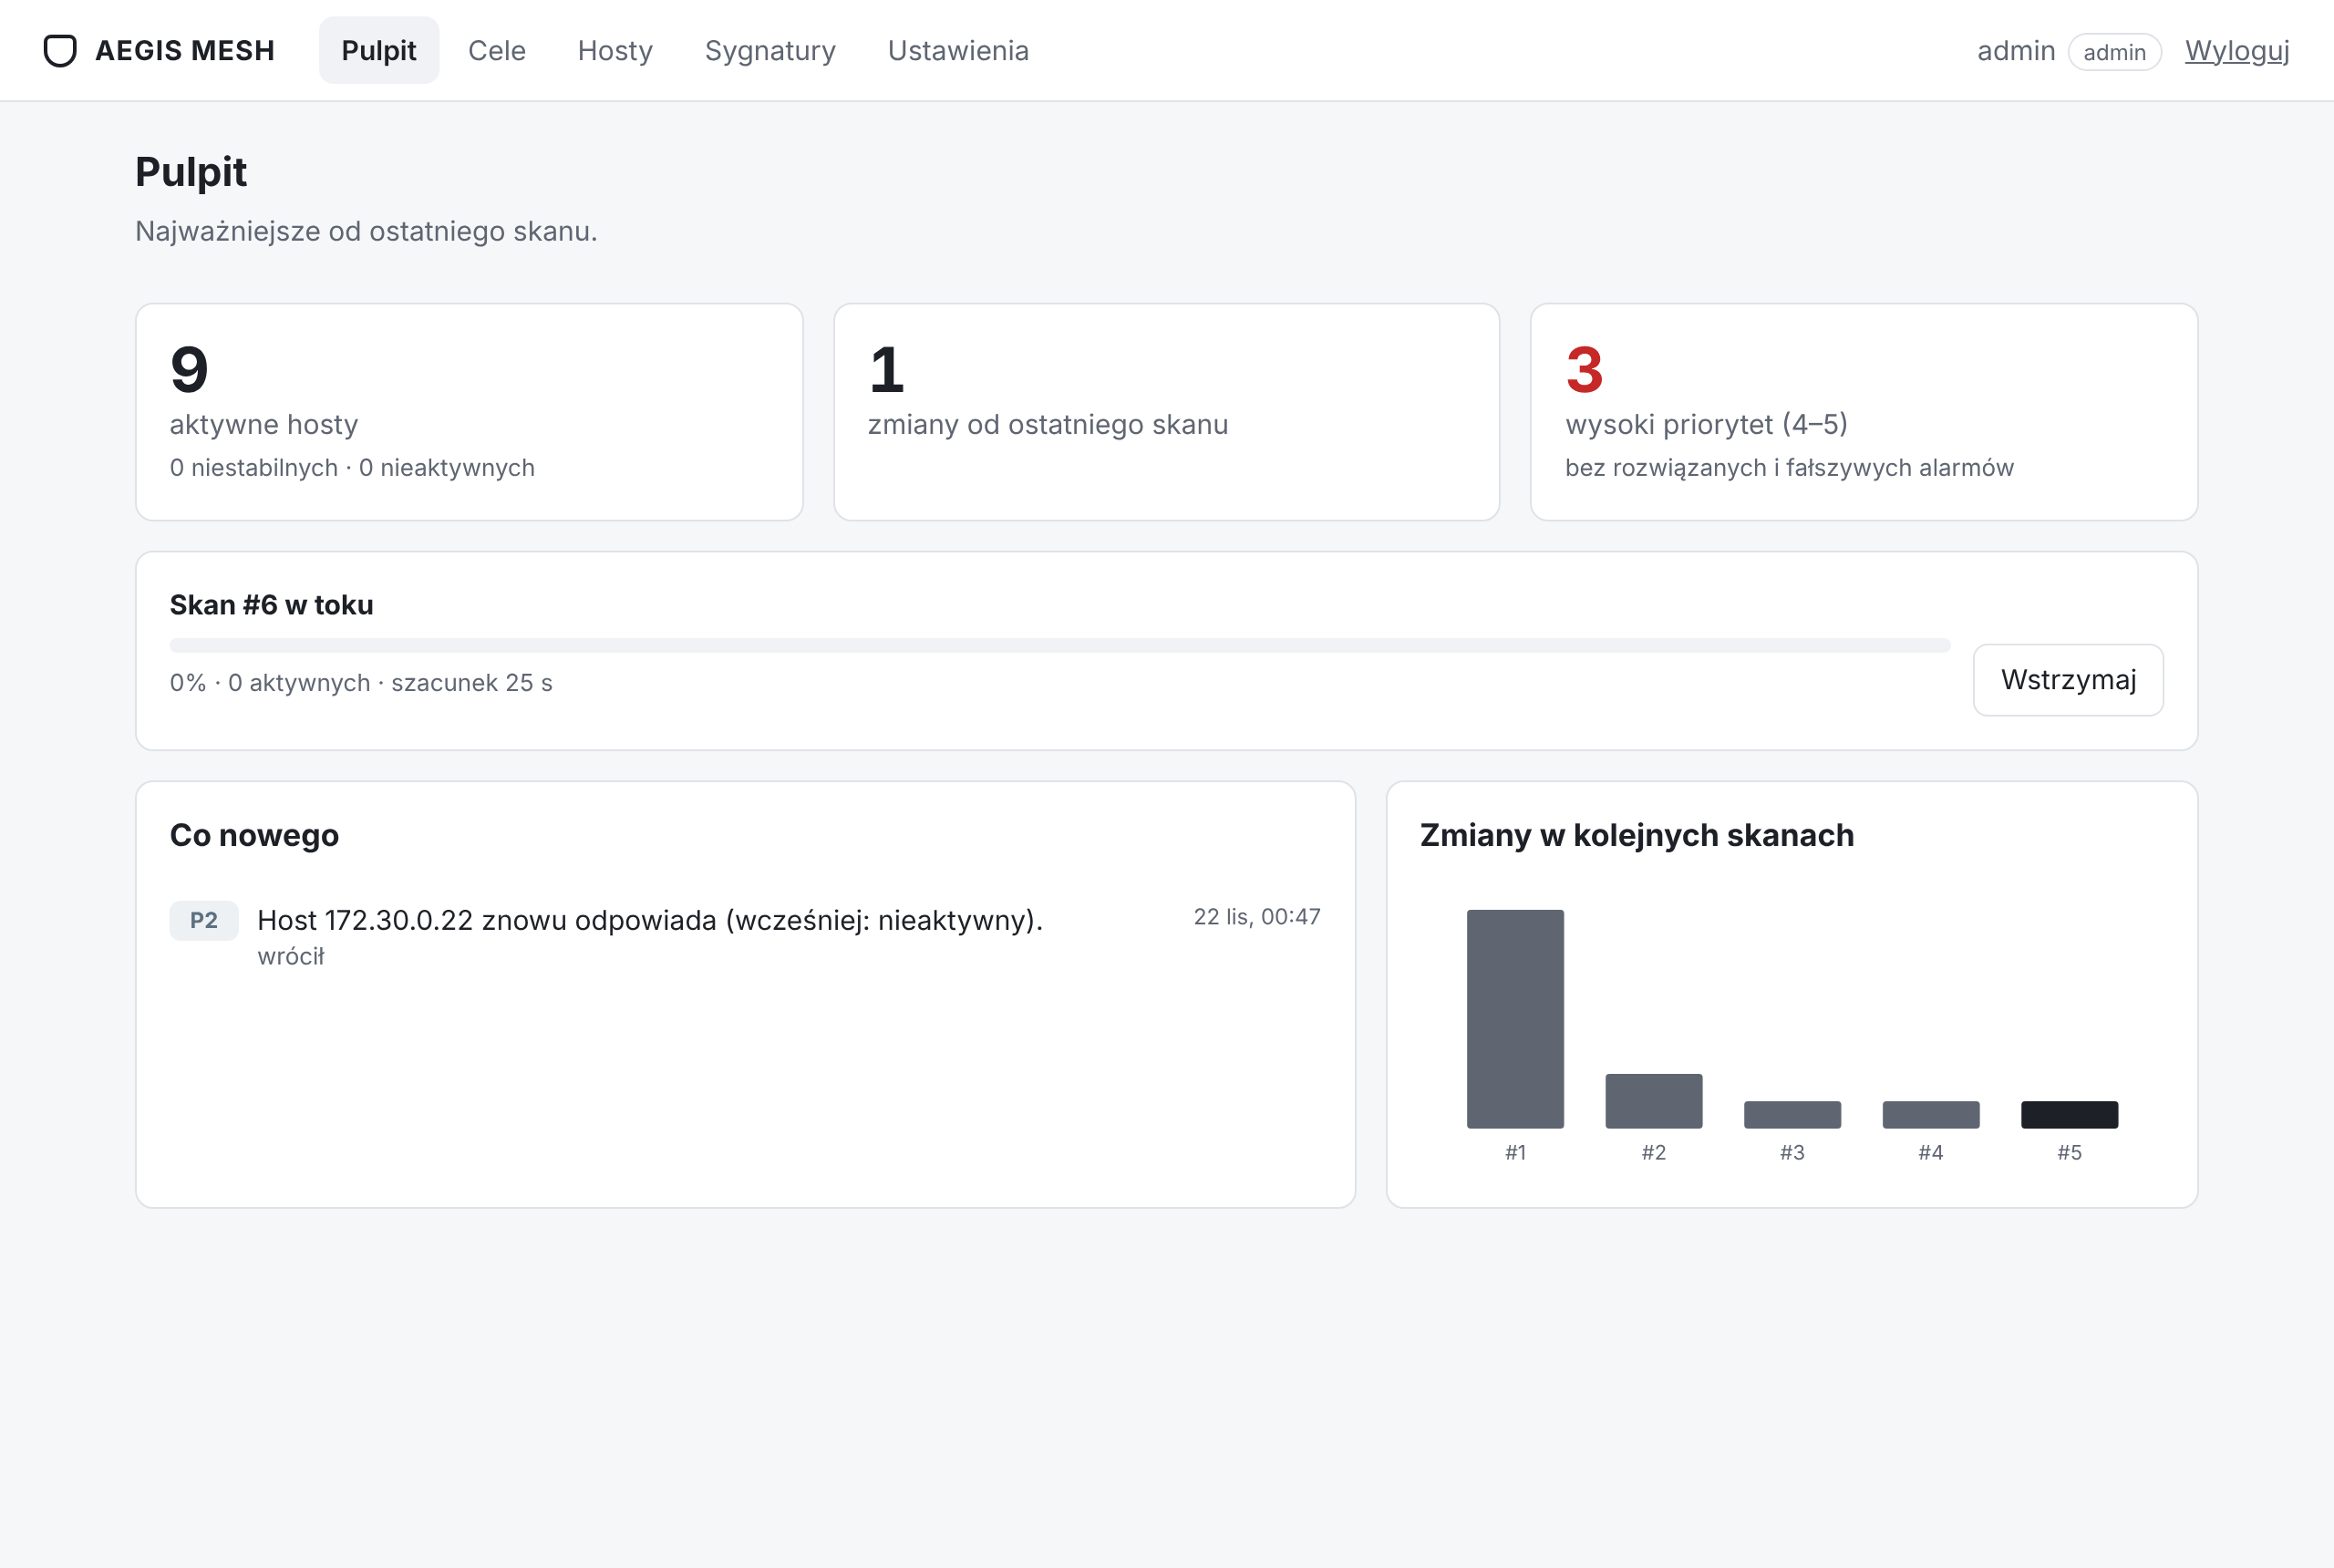 AEGIS MESH
Pulpit
Cele
Hosty
Sygnatury
Ustawienia
admin
admin
Wyloguj
Pulpit
Najważniejsze od ostatniego skanu.
9
aktywne hosty
0 niestabilnych · 0 nieaktywnych
1
zmiany od ostatniego skanu
3
wysoki priorytet (4–5)
bez rozwiązanych i fałszywych alarmów
Skan #6 w toku
0% · 0 aktywnych · szacunek 25 s
Wstrzymaj
Co nowego
P2
Host 172.30.0.22 znowu odpowiada (wcześniej: nieaktywny).
22 lis, 00:47
wrócił
Zmiany w kolejnych skanach
#1
#2
#3
#4
#5